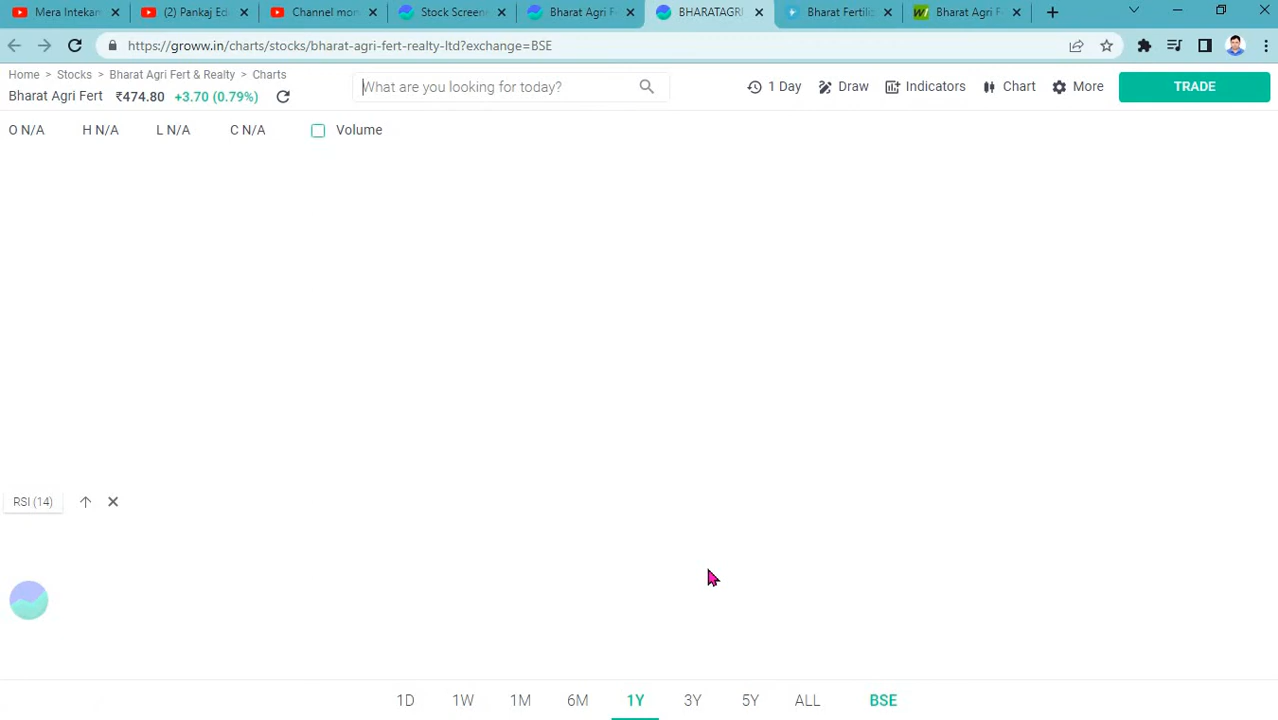 Mera Intekam
(2) Pankaj Ed
Channel mon
Stock Screene
Bharat Agri Fe
BHARATAGRI
Bharat Fertiliz
Bharat Agri F
https://groww.in/charts/stocks/bharat-agri-fert-realty-ltd?exchange=BSE
Home > Stocks > Bharat Agri Fert & Realty > Charts
Bharat Agri Fert ₹474.80 +3.70 (0.79%)
What are you looking for today?
1 Day Draw Indicators Chart More TRADE
O N/A H N/A L N/A C N/A Volume
RSI (14)
1D 1W 1M 6M 1Y 3Y 5Y ALL BSE